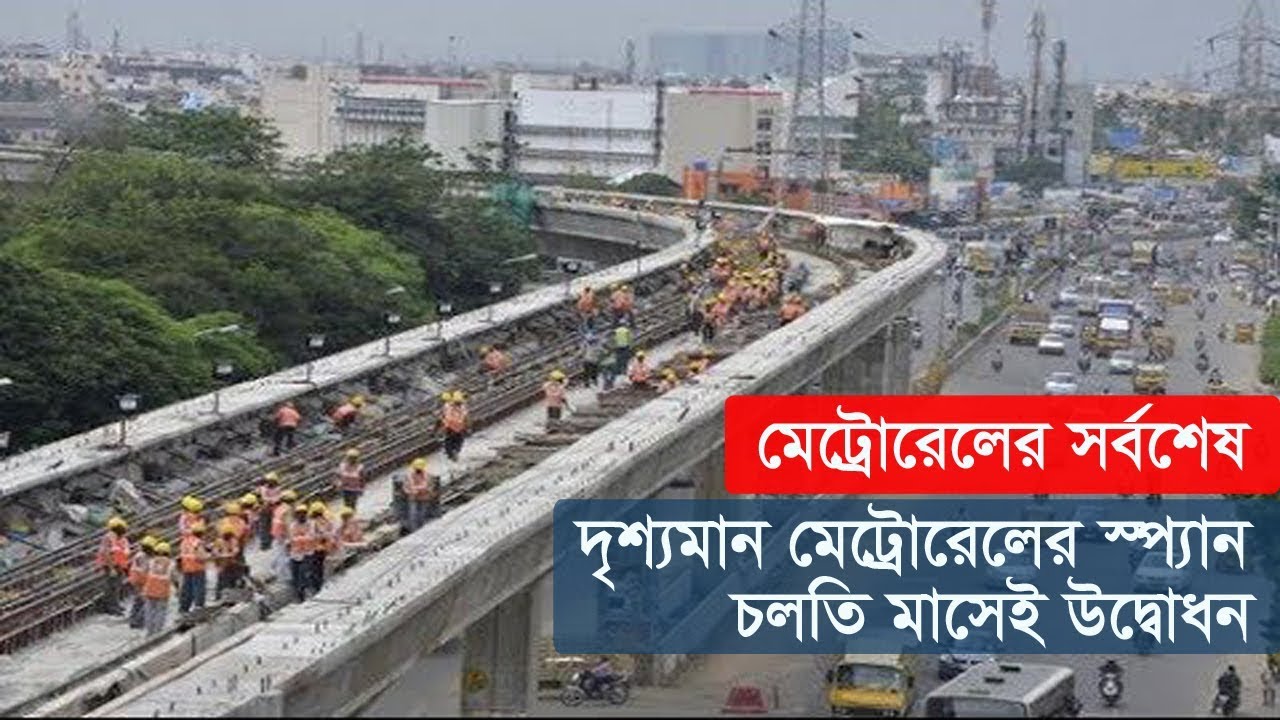 মেট্রোরেলের সর্বশেষ
দৃশ্যমান মেট্রোরেলের স্প্যান
চলতি মাসেই উদ্বোধন